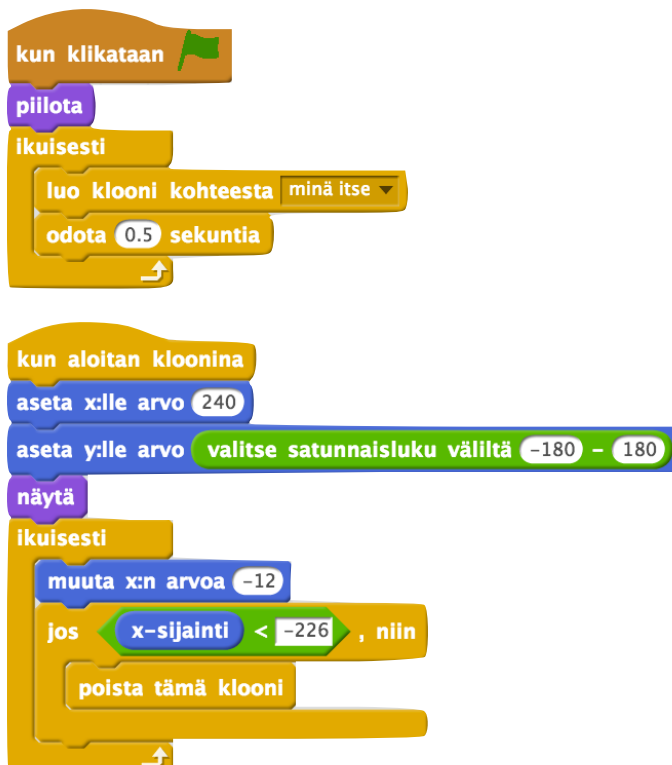 kun klikataan
piilota
ikuisesti
luo klooni kohteesta minä itse
odota 0.5 sekuntia
kun aloitan kloonina
aseta x:lle arvo 240
aseta y:lle arvo valitse satunnaisluku väliltä -180 - 180
näytä
ikuisesti
muuta x:n arvoa -12
jos x-sijainti < -226 , niin
poista tämä klooni